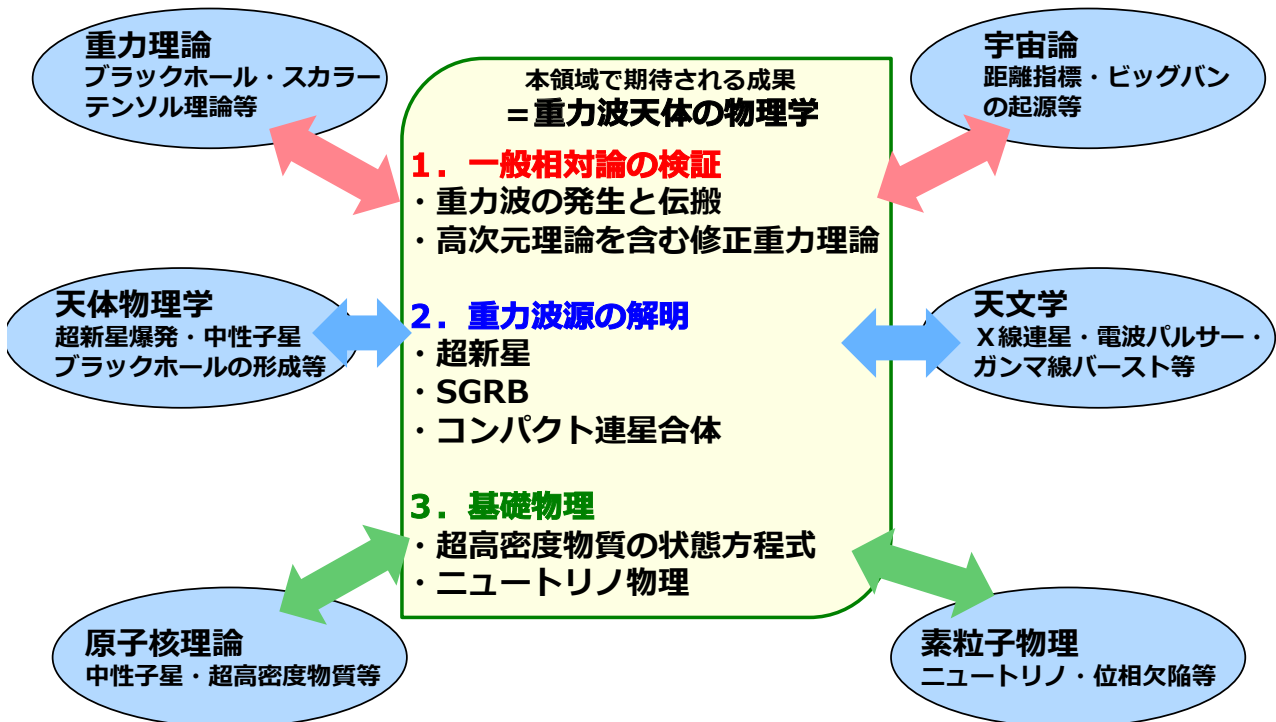 重力理論
ブラックホール・スカラー
テンソル理論等
宇宙論
距離指標・ビッグバン
の起源等
本領域で期待される成果
＝重力波天体の物理学
１．一般相対論の検証
・重力波の発生と伝搬
・高次元理論を含む修正重力理論
天体物理学
超新星爆発・中性子星
ブラックホールの形成等
２．重力波源の解明
・超新星
・SGRB
・コンパクト連星合体
天文学
Ｘ線連星・電波パルサー・
ガンマ線バースト等
３．基礎物理
・超高密度物質の状態方程式
・ニュートリノ物理
原子核理論
中性子星・超高密度物質等
素粒子物理
ニュートリノ・位相欠陥等